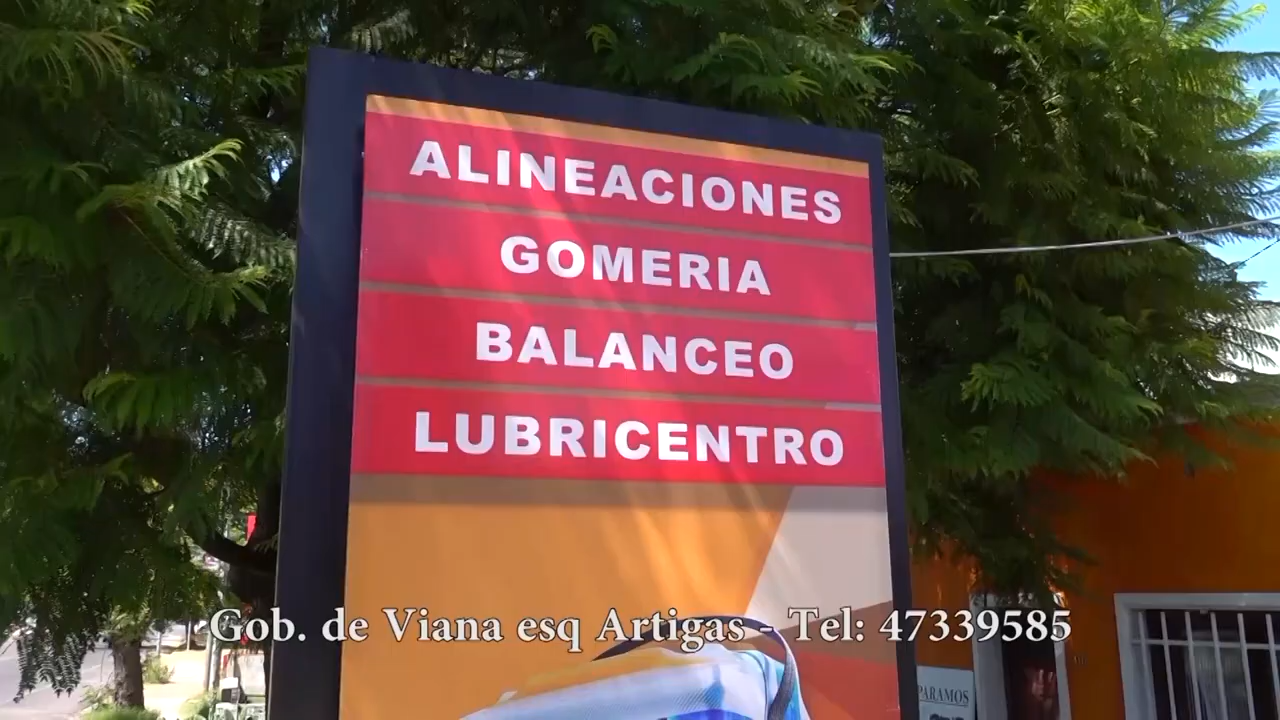 ALINEACIONES
GOMERIA
BALANCEO
LUBRICENTRO
Gob. de Viana esq Artigas - Tel: 47339585
PARAMOS